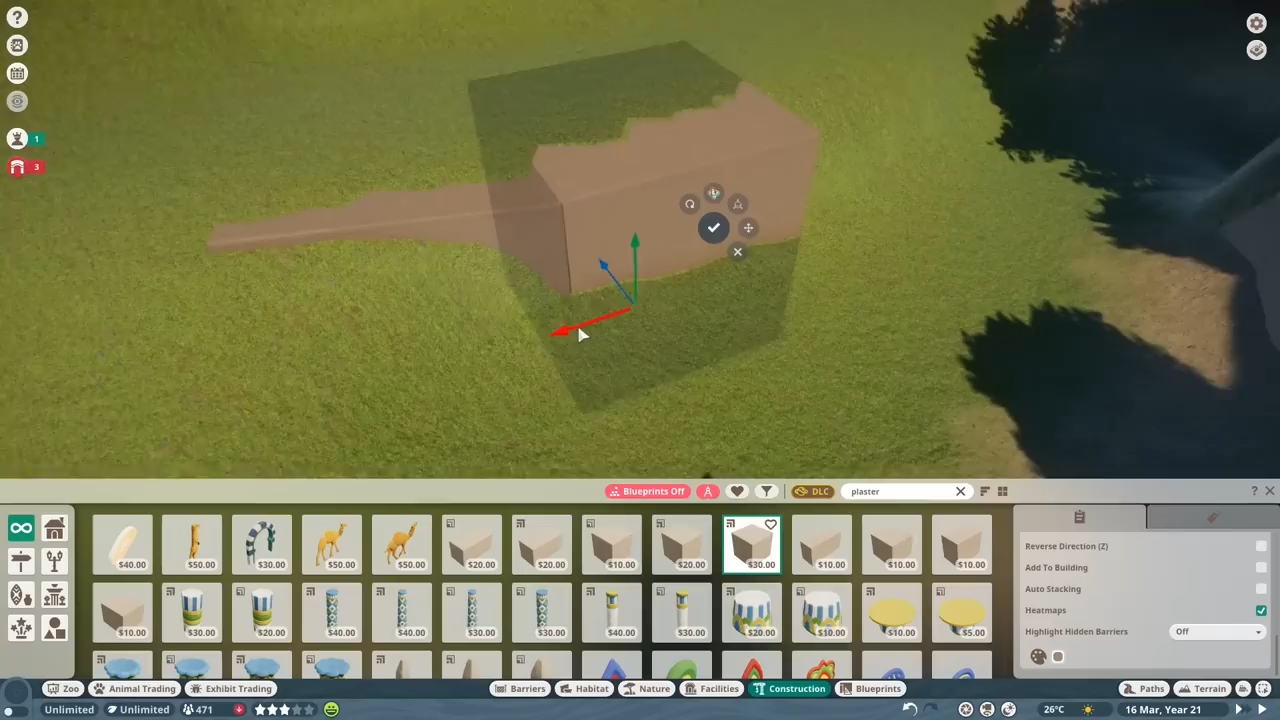 ?
1
3
Blueprints Off
DLC
plaster
?
$40.00 $50.00 $30.00 $50.00 $50.00 $20.00 $20.00 $10.00 $20.00 $30.00 $10.00 $10.00 $10.00
$10.00 $30.00 $20.00 $40.00 $40.00 $30.00 $30.00 $40.00 $30.00 $20.00 $10.00 $10.00 $5.00
Reverse Direction (Z)
Add To Building
Auto Stacking
Heatmaps
Highlight Hidden Barriers Off
Zoo Animal Trading Exhibit Trading Barriers Habitat Nature Facilities Construction Blueprints Paths Terrain
Unlimited Unlimited 471 26°C 16 Mar, Year 21